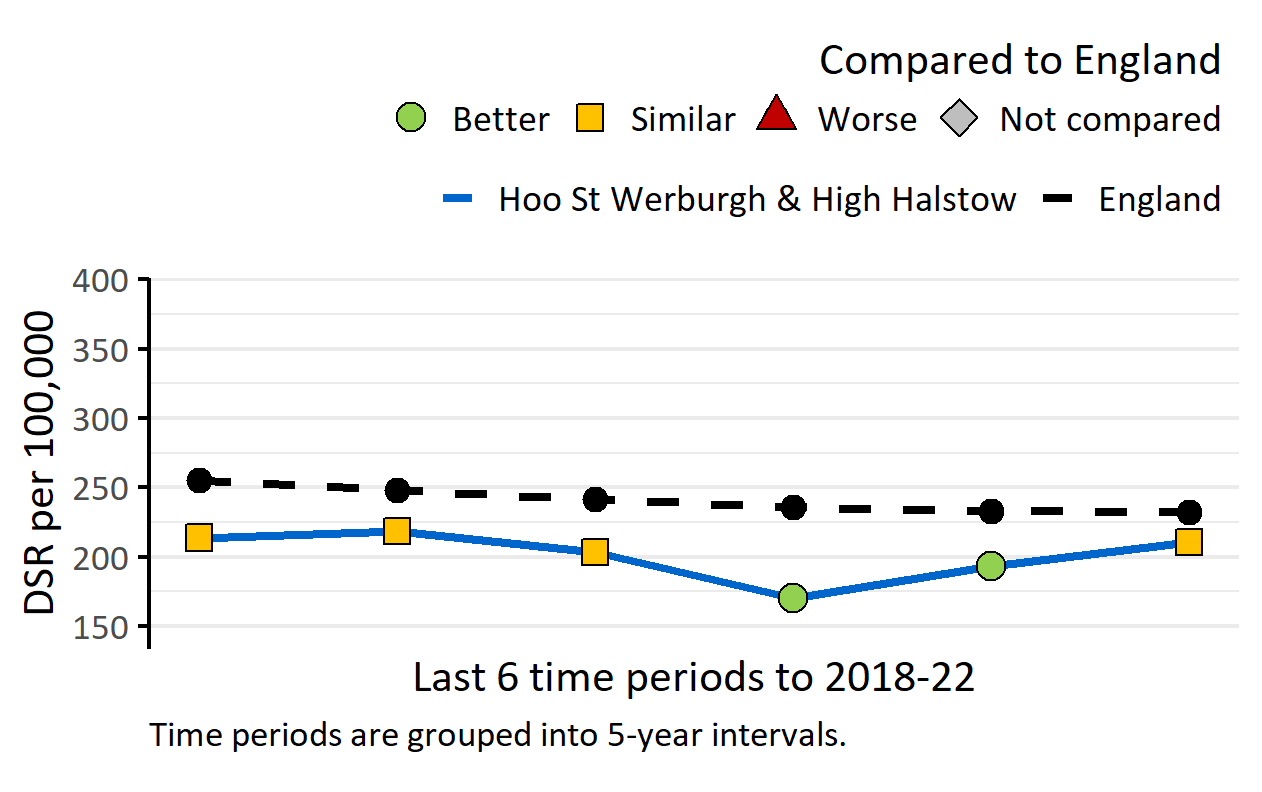 Compared to England
Better Similar Worse Not compared
Hoo St Werburgh & High Halstow England
400
350
300
250
200
150
DSR per 100,000
Last 6 time periods to 2018-22
Time periods are grouped into 5-year intervals.